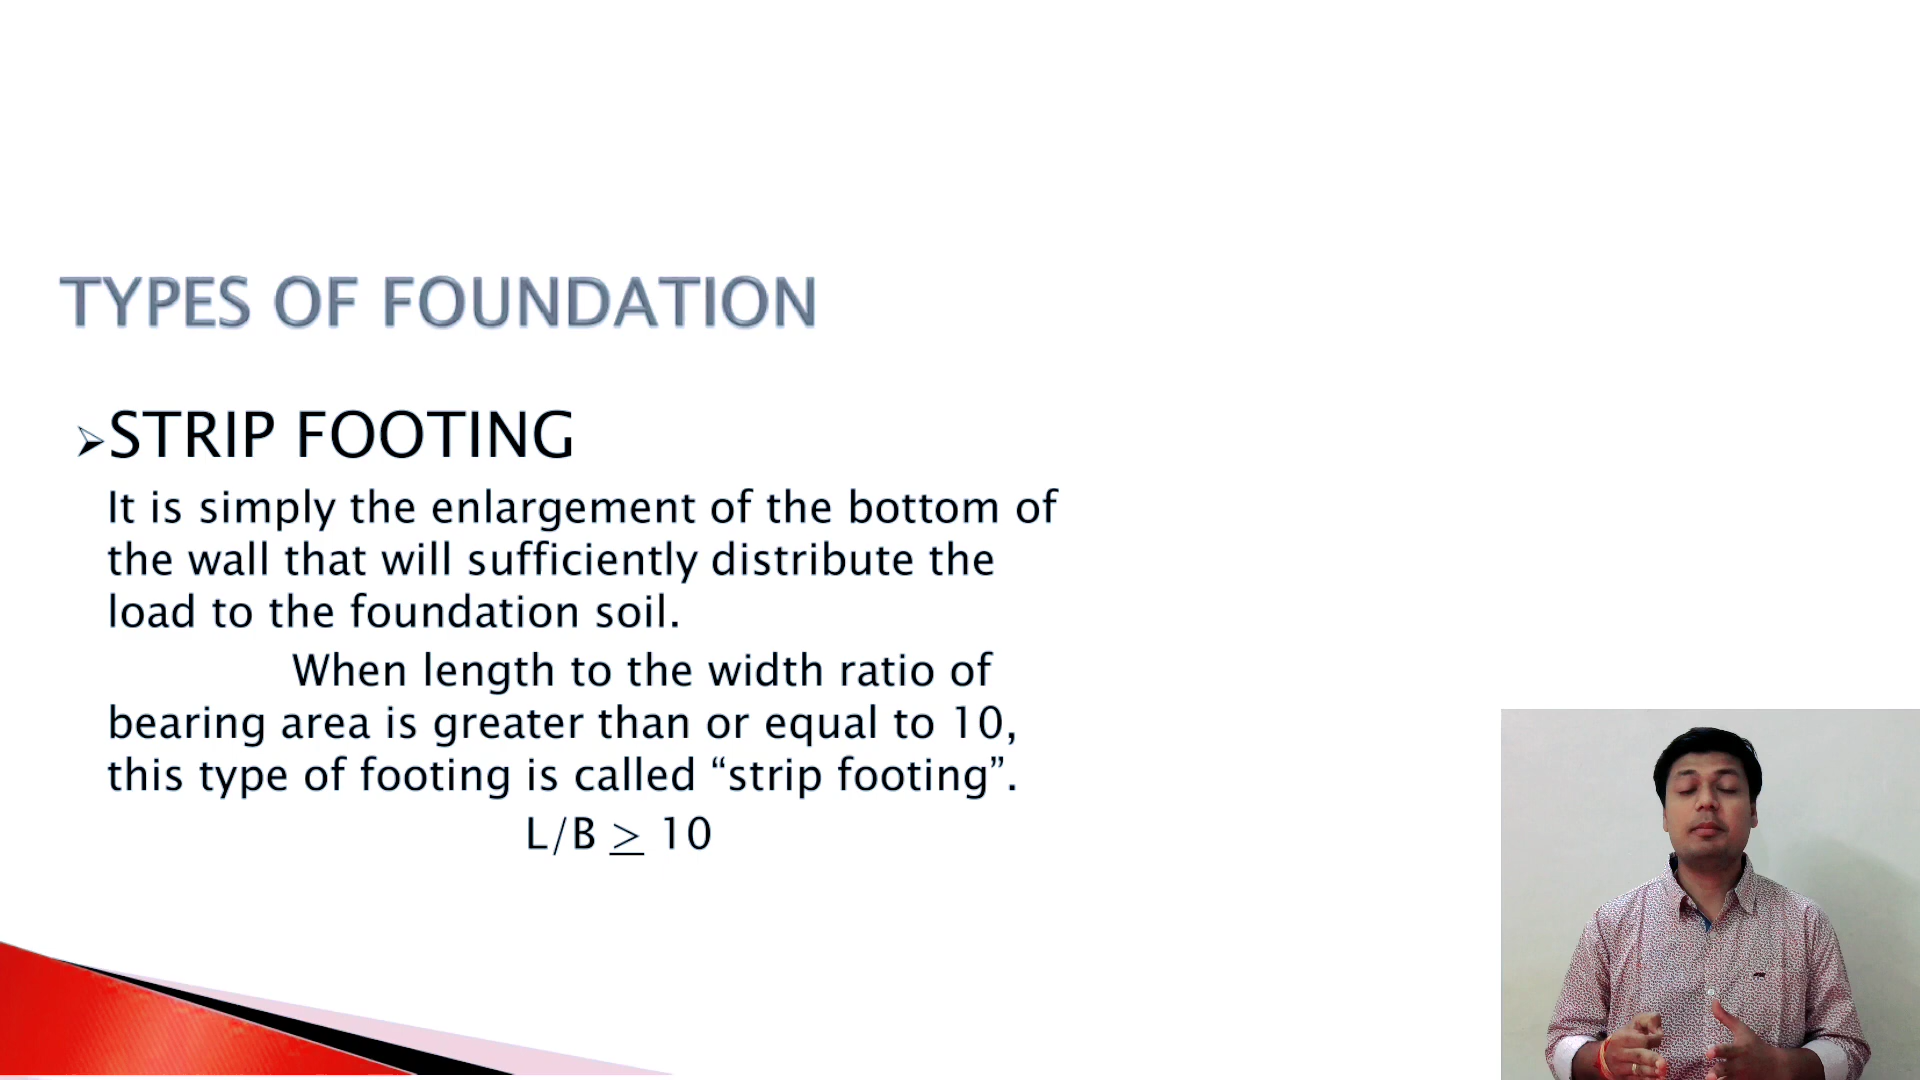 TYPES OF FOUNDATION
➢STRIP FOOTING
It is simply the enlargement of the bottom of
the wall that will sufficiently distribute the
load to the foundation soil.
When length to the width ratio of
bearing area is greater than or equal to 10,
this type of footing is called “strip footing”.
L/B ≥ 10